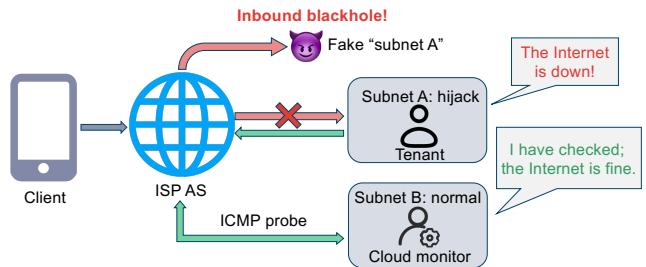 Inbound blackhole!
Fake “subnet A”
The Internet
is down!
Subnet A: hijack
Tenant
I have checked;
the Internet is fine.
Client
ISP AS
Subnet B: normal
ICMP probe
Cloud monitor